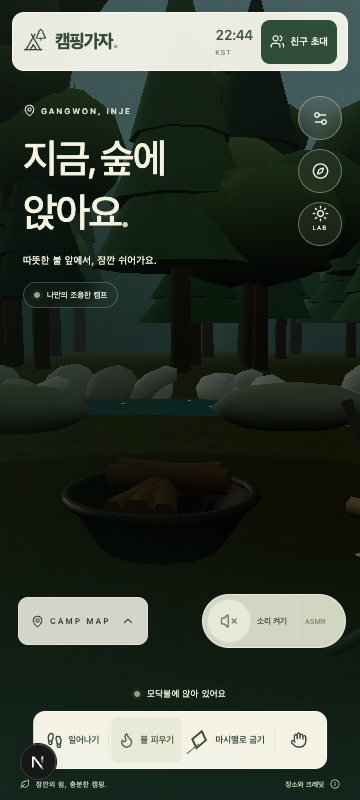 캠핑가자.
22:44
KST
친구 초대
GANGWON, INJE
지금, 숲에
앉아요.
따뜻한 불 앞에서, 잠깐 쉬어가요.
나만의 조용한 캠프
LAB
CAMP MAP
소리 켜기
ASMR
모닥불에 앉아 있어요
일어나기
불 피우기
마시멜로 굽기
N
잠깐의 쉼, 충분한 캠핑.
장소와 크레딧